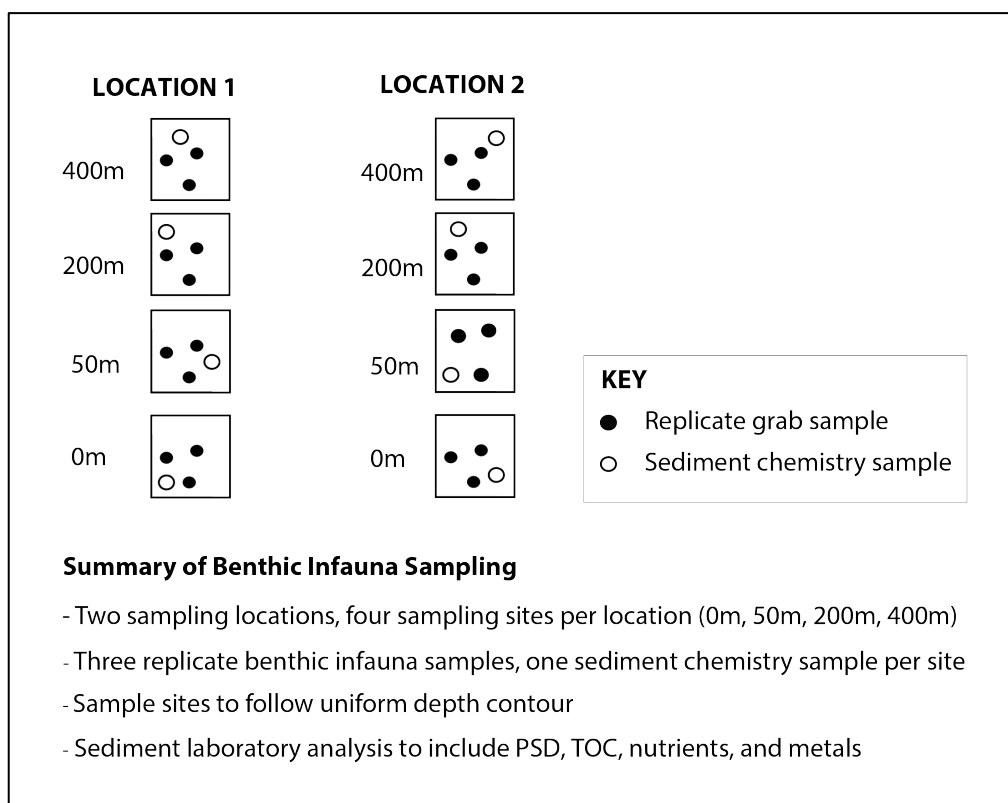 LOCATION 1
LOCATION 2
400m
400m
200m
200m
50m
50m
0m
0m
KEY
Replicate grab sample
Sediment chemistry sample
Summary of Benthic Infauna Sampling
- Two sampling locations, four sampling sites per location (0m, 50m, 200m, 400m)
- Three replicate benthic infauna samples, one sediment chemistry sample per site
- Sample sites to follow uniform depth contour
- Sediment laboratory analysis to include PSD, TOC, nutrients, and metals